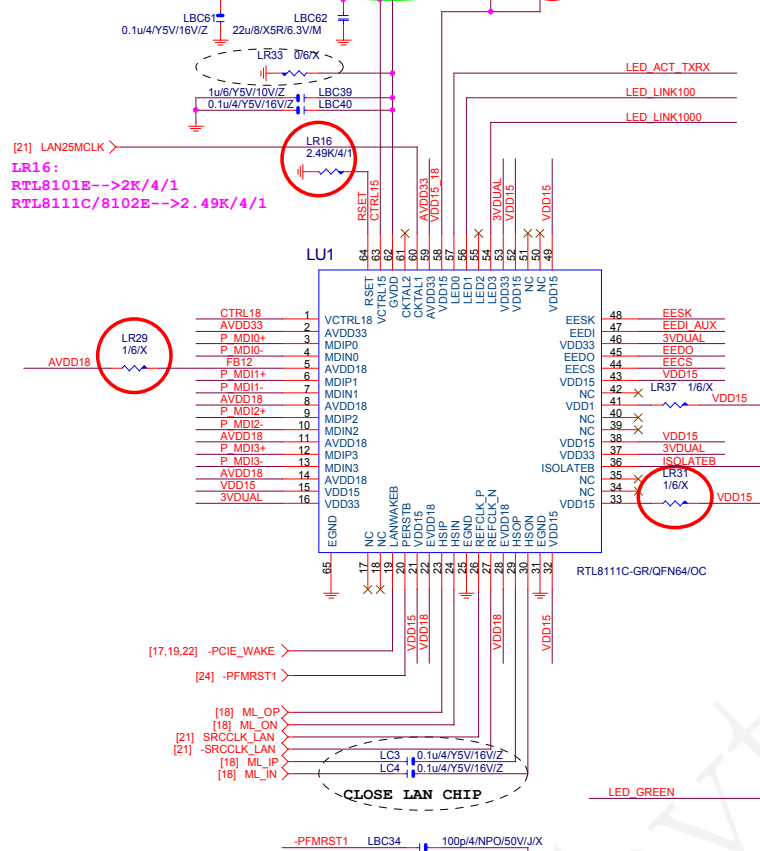 LBC61
0.1u/4/Y5V/16V/Z
LBC62
22u/8/X5R/6.3V/M
LR33 0/6/X
1u/6/Y5V/10V/Z LBC39
0.1u/4/Y5V/16V/Z LBC40
LED_ACT_TXRX
LED_LINK100
LED_LINK1000
[21] LAN25MCLK
LR16
2.49K/4/1
LR16:
RTL8101E-->2K/4/1
RTL8111C/8102E-->2.49K/4/1
RSET
CTRL15
AVDD33
VDD15_18
3VDUAL
VDD15
VDD15
LU1
64
63
62
61
60
59
58
57
56
55
54
53
52
51
50
49
RSET
VCTRL15
GVDD
CKTAL2
CKTAL1
AVDD33
VDD15
LED0
LED1
LED2
LED3
VDD33
VDD15
NC
NC
VDD15
CTRL18 1 VCTRL18
AVDD33 2 AVDD33
P_MDI0+ 3 MDIP0
P_MDI0- 4 MDIN0
FB12 5 AVDD18
P_MDI1+ 6 MDIP1
P_MDI1- 7 MDIN1
AVDD18 8 AVDD18
P_MDI2+ 9 MDIP2
P_MDI2- 10 MDIN2
AVDD18 11 AVDD18
P_MDI3+ 12 MDIP3
P_MDI3- 13 MDIN3
AVDD18 14 AVDD18
VDD15 15 VDD15
3VDUAL 16 VDD33
LR29
1/6/X
AVDD18
EESK 48 EESK
EEDI 47 EEDI_AUX
VDD33 46 3VDUAL
EEDO 45 EEDO
EECS 44 EECS
VDD15 43 VDD15
NC 42
VDD1 41
LR37 1/6/X
VDD15
NC 40
NC 39
VDD15 38 VDD15
VDD33 37 3VDUAL
ISOLATEB 36 ISOLATEB
NC 35
NC 34
VDD15 33
LR31
1/6/X
VDD15
EGND
NC
NC
LANWAKEB
PERRSTB
VDD15
EVDD18
HSIP
HSIN
EGND
REFCLK_P
REFCLK_N
EVDD18
HSOP
HSON
EGND
VDD15
65
17
18
19
20
21
22
23
24
25
26
27
28
29
30
31
32
RTL8111C-GR/QFN64/OC
VDD15
VDD18
VDD18
VDD15
[17,19,22] -PCIE_WAKE
[24] -PFMRST1
[18] ML_OP
[18] ML_ON
[21] SRCCLK_LAN
[21] -SRCCLK_LAN
[18] ML_IP
[18] ML_IN
LC3 0.1u/4/Y5V/16V/Z
LC4 0.1u/4/Y5V/16V/Z
CLOSE LAN CHIP
LED_GREEN
-PFMRST1 LBC34 100p/4/NPO/50V/J/X